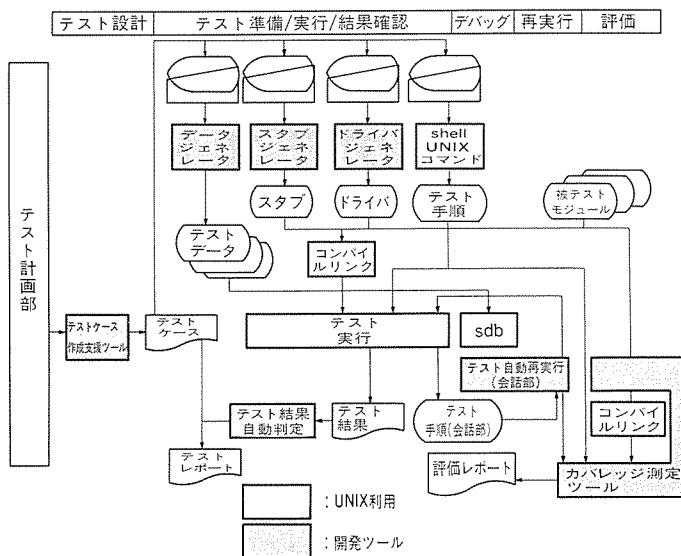 テスト設計
テスト準備/実行/結果確認
デバッグ
再実行
評価
テスト計画部
データ
ジェネ
レータ
スタブ
ジェネ
レータ
ドライバ
ジェネ
レータ
shell
UNIX
コマンド
スタブ
ドライバ
テスト
手順
被テスト
モジュール
テスト
データ
コンパイ
ルリンク
テストケース
作成支援ツール
テスト
ケース
テスト
実行
sdb
テスト自動再実行
(会話部)
テスト結果
自動判定
テスト
結果
テスト
手順(会話部)
コンパイ
ルリンク
テスト
レポート
評価レポート
カバレッジ測定
ツール
:UNIX利用
:開発ツール